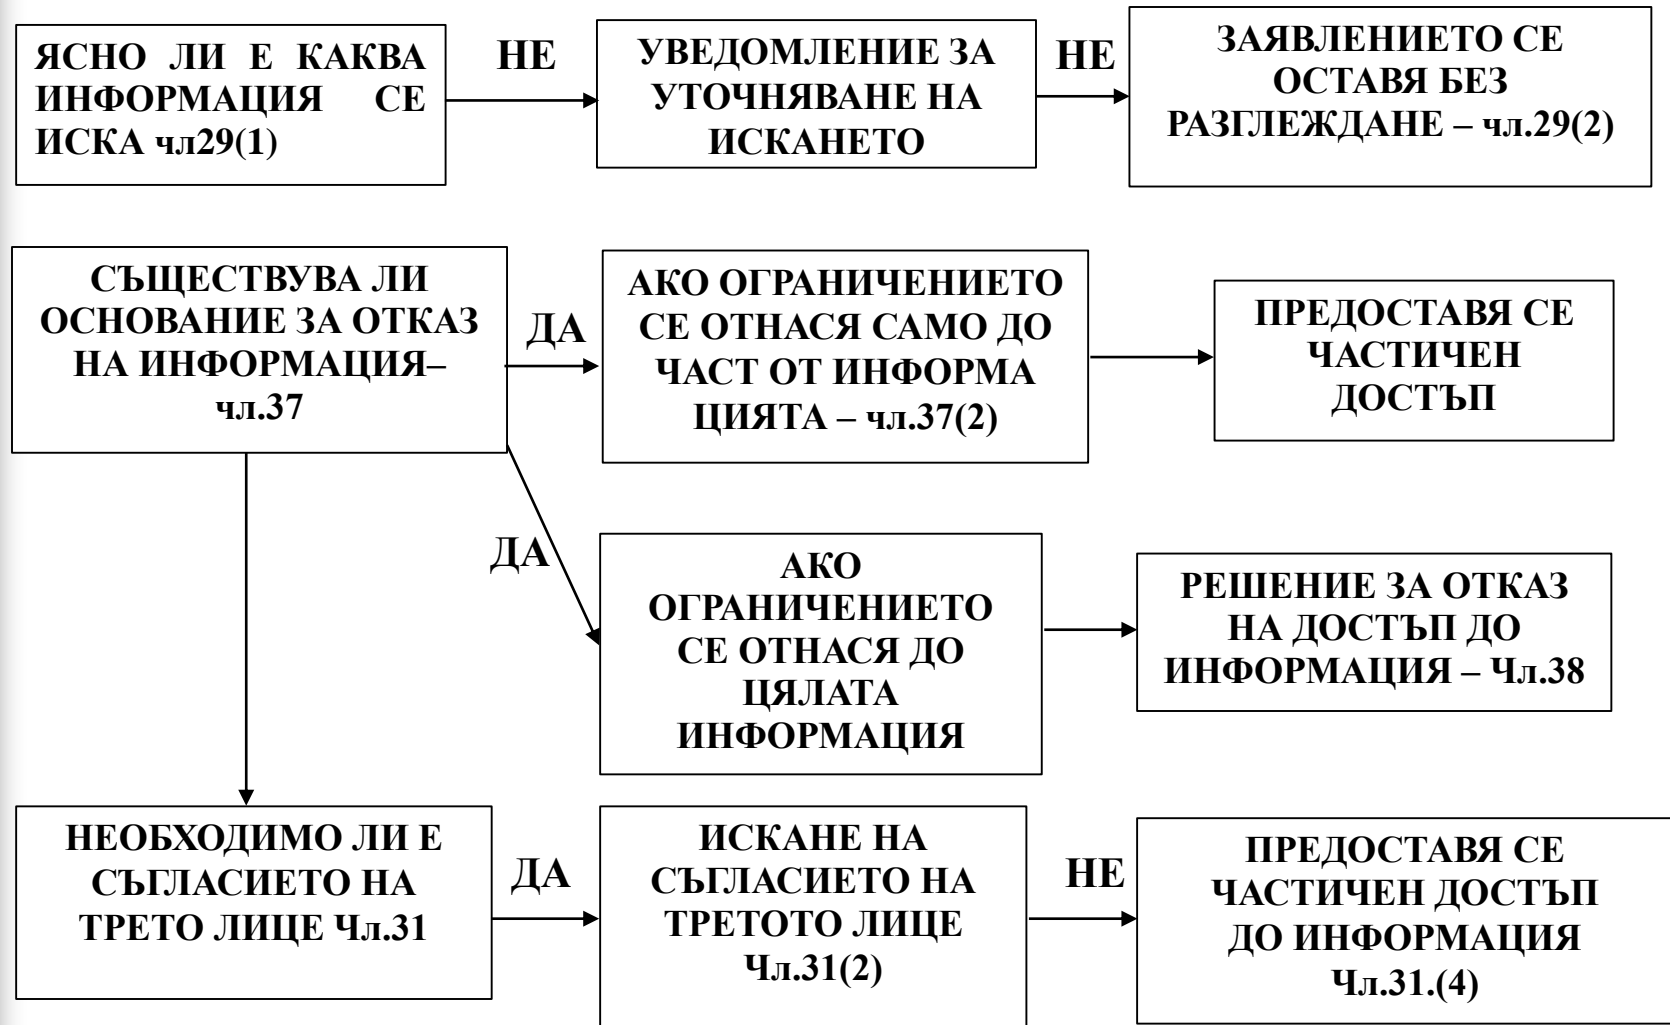 ЯСНО ЛИ Е КАКВА
ИНФОРМАЦИЯ СЕ
ИСКА чл29(1)
НЕ
УВЕДОМЛЕНИЕ ЗА
УТОЧНЯВАНЕ НА
ИСКАНЕТО
НЕ
ЗАЯВЛЕНИЕТО СЕ
ОСТАВЯ БЕЗ
РАЗГЛЕЖДАНЕ – чл.29(2)
СЪЩЕСТВУВА ЛИ
ОСНОВАНИЕ ЗА ОТКАЗ
НА ИНФОРМАЦИЯ–
чл.37
ДА
АКО ОГРАНИЧЕНИЕТО
СЕ ОТНАСЯ САМО ДО
ЧАСТ ОТ ИНФОРМА
ЦИЯТА – чл.37(2)
ПРЕДОСТАВЯ СЕ
ЧАСТИЧЕН
ДОСТЪП
ДА
АКО
ОГРАНИЧЕНИЕТО
СЕ ОТНАСЯ ДО
ЦЯЛАТА
ИНФОРМАЦИЯ
РЕШЕНИЕ ЗА ОТКАЗ
НА ДОСТЪП ДО
ИНФОРМАЦИЯ – Чл.38
НЕОБХОДИМО ЛИ Е
СЪГЛАСИЕТО НА
ТРЕТО ЛИЦЕ Чл.31
ДА
ИСКАНЕ НА
СЪГЛАСИЕТО НА
ТРЕТОТО ЛИЦЕ
Чл.31(2)
НЕ
ПРЕДОСТАВЯ СЕ
ЧАСТИЧЕН ДОСТЪП
ДО ИНФОРМАЦИЯ
Чл.31.(4)